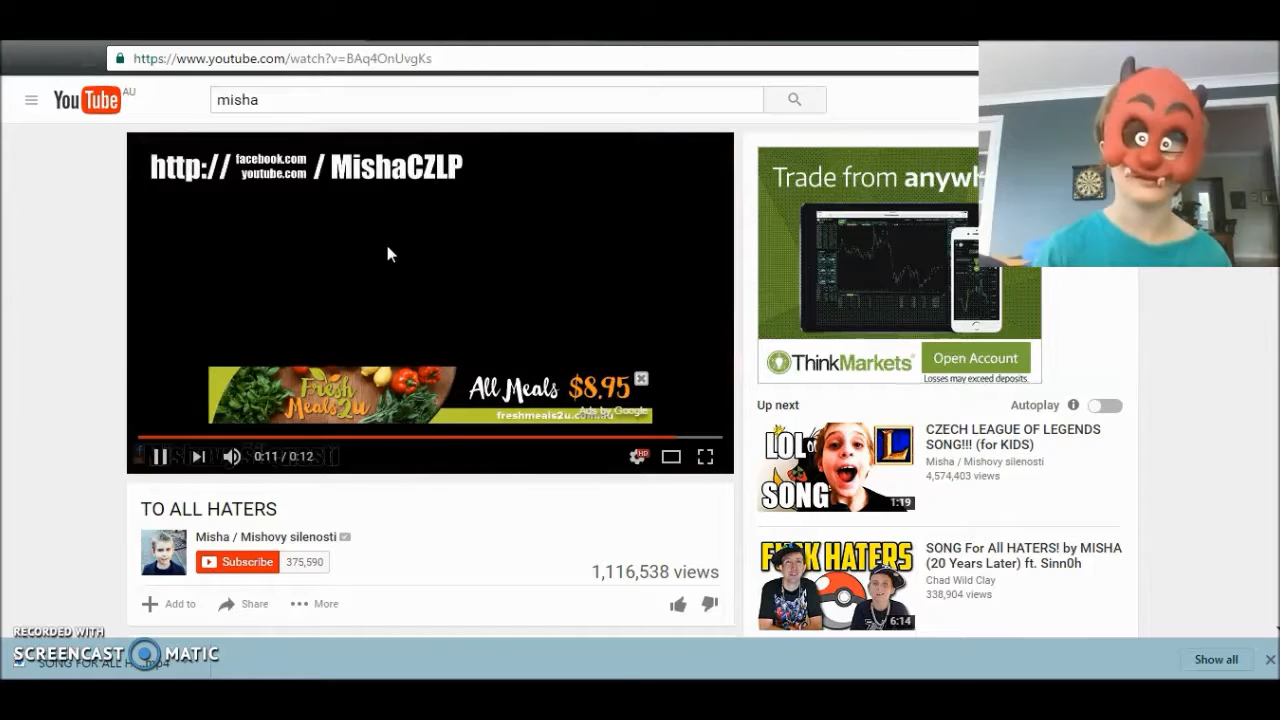 https://www.youtube.com/watch?v=BAq4OnUvgKs
YouTube AU
misha
http:// facebook.com youtube.com / MishaCZLP
Fresh Meals2u
All Meals $8.95
freshmeals2u.com.au
Ads by Google
0:11 / 0:12
HD
TO ALL HATERS
Misha / Mishovy silenosti
Subscribe 375,590
1,116,538 views
Add to Share More
Trade from
ThinkMarkets Open Account
Losses may exceed deposits.
Up next Autoplay
LOL
SONG
1:19
CZECH LEAGUE OF LEGENDS
SONG!!! (for KIDS)
Misha / Mishovy silenosti
4,574,403 views
HATERS
6:14
SONG For All HATERS! by MISHA
(20 Years Later) ft. Sinn0h
Chad Wild Clay
338,904 views
RECORDED WITH
SCREENCAST MATIC
SONG FOR ALL H....mp4
Show all